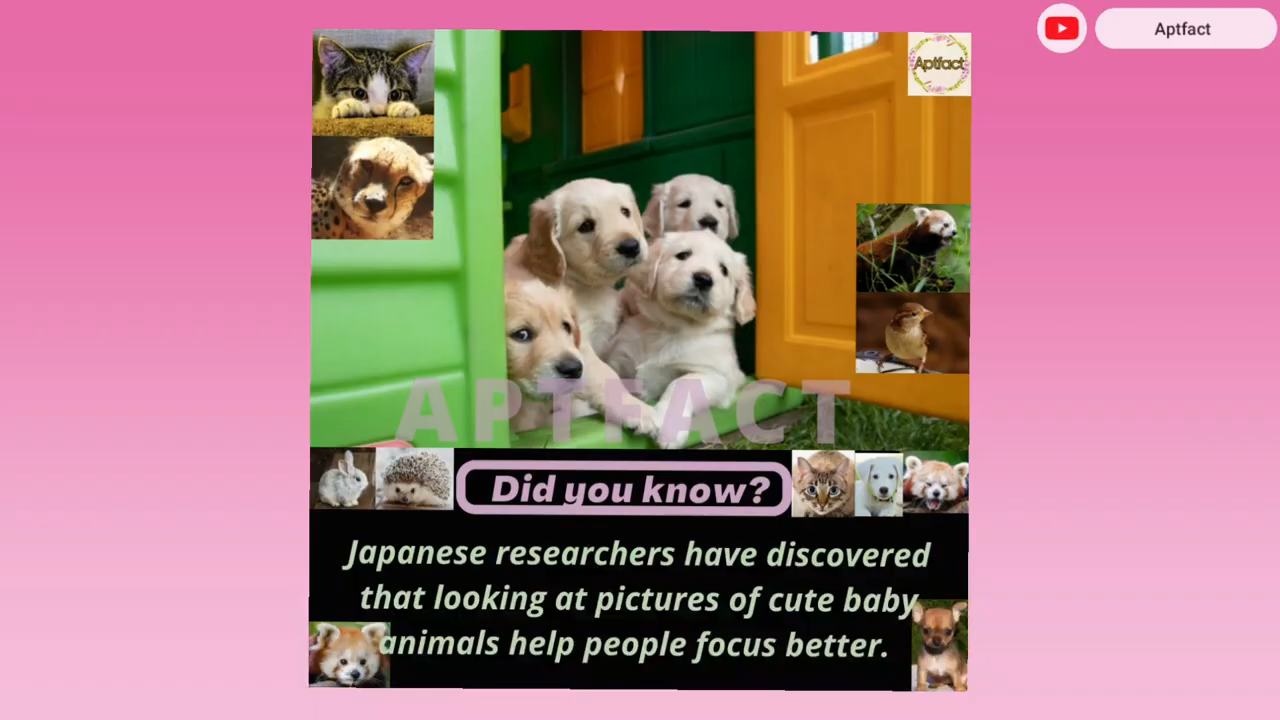 Aptfact
Aptfact
APTFACT
Did you know?
Japanese researchers have discovered
that looking at pictures of cute baby
animals help people focus better.